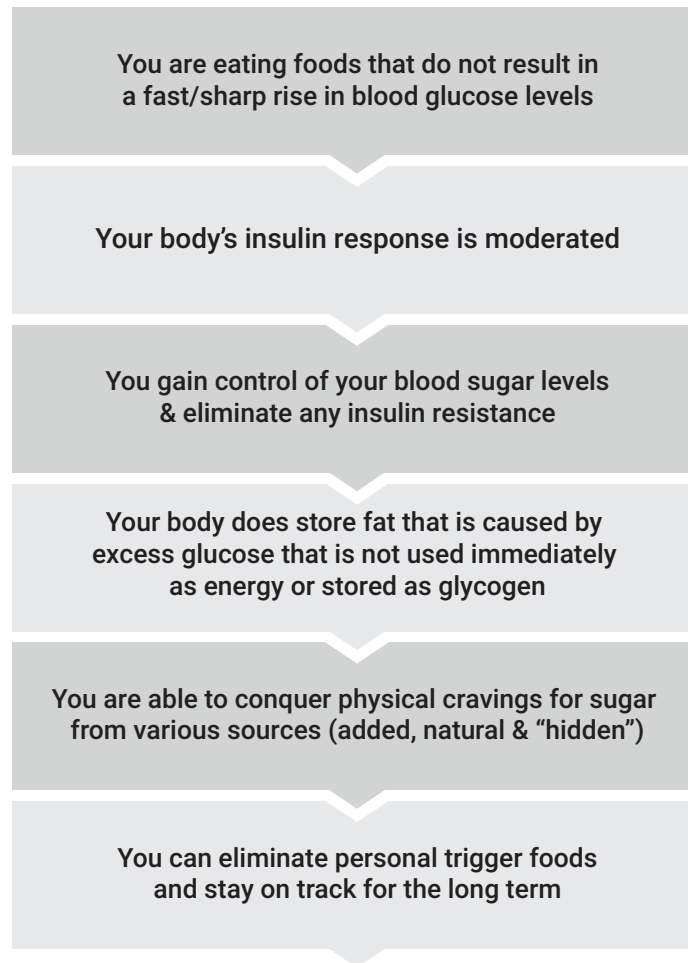 You are eating foods that do not result in
a fast/sharp rise in blood glucose levels
Your body’s insulin response is moderated
You gain control of your blood sugar levels
& eliminate any insulin resistance
Your body does store fat that is caused by
excess glucose that is not used immediately
as energy or stored as glycogen
You are able to conquer physical cravings for sugar
from various sources (added, natural & “hidden”)
You can eliminate personal trigger foods
and stay on track for the long term